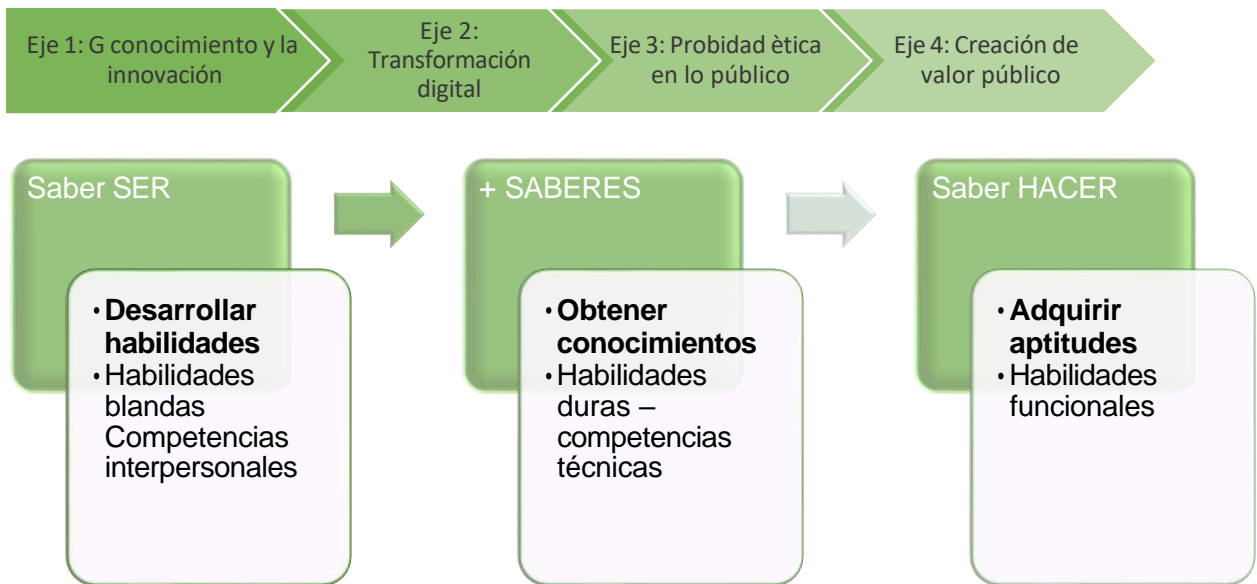 Eje 1: G conocimiento y la
innovación
Eje 2:
Transformación
digital
Eje 3: Probidad ètica
en lo público
Eje 4: Creación de
valor público
Saber SER
• Desarrollar
habilidades
• Habilidades
blandas
Competencias
interpersonales
+ SABERES
• Obtener
conocimientos
• Habilidades
duras –
competencias
técnicas
Saber HACER
• Adquirir
aptitudes
• Habilidades
funcionales